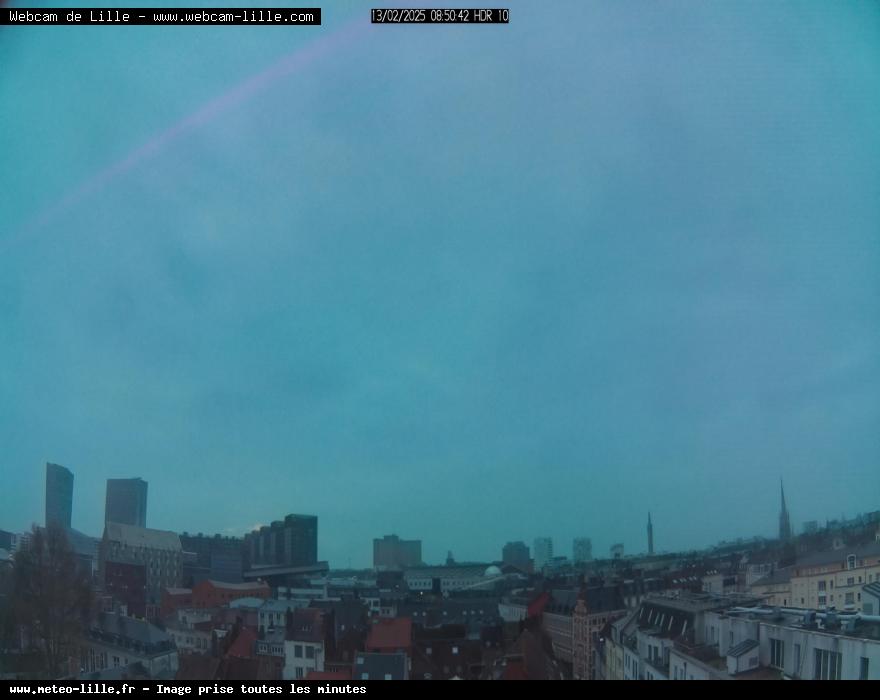 Webcam de Lille - www.webcam-lille.com
13/02/2025 08:50:42 HDR 10
www.meteo-lille.fr - Image prise toutes les minutes